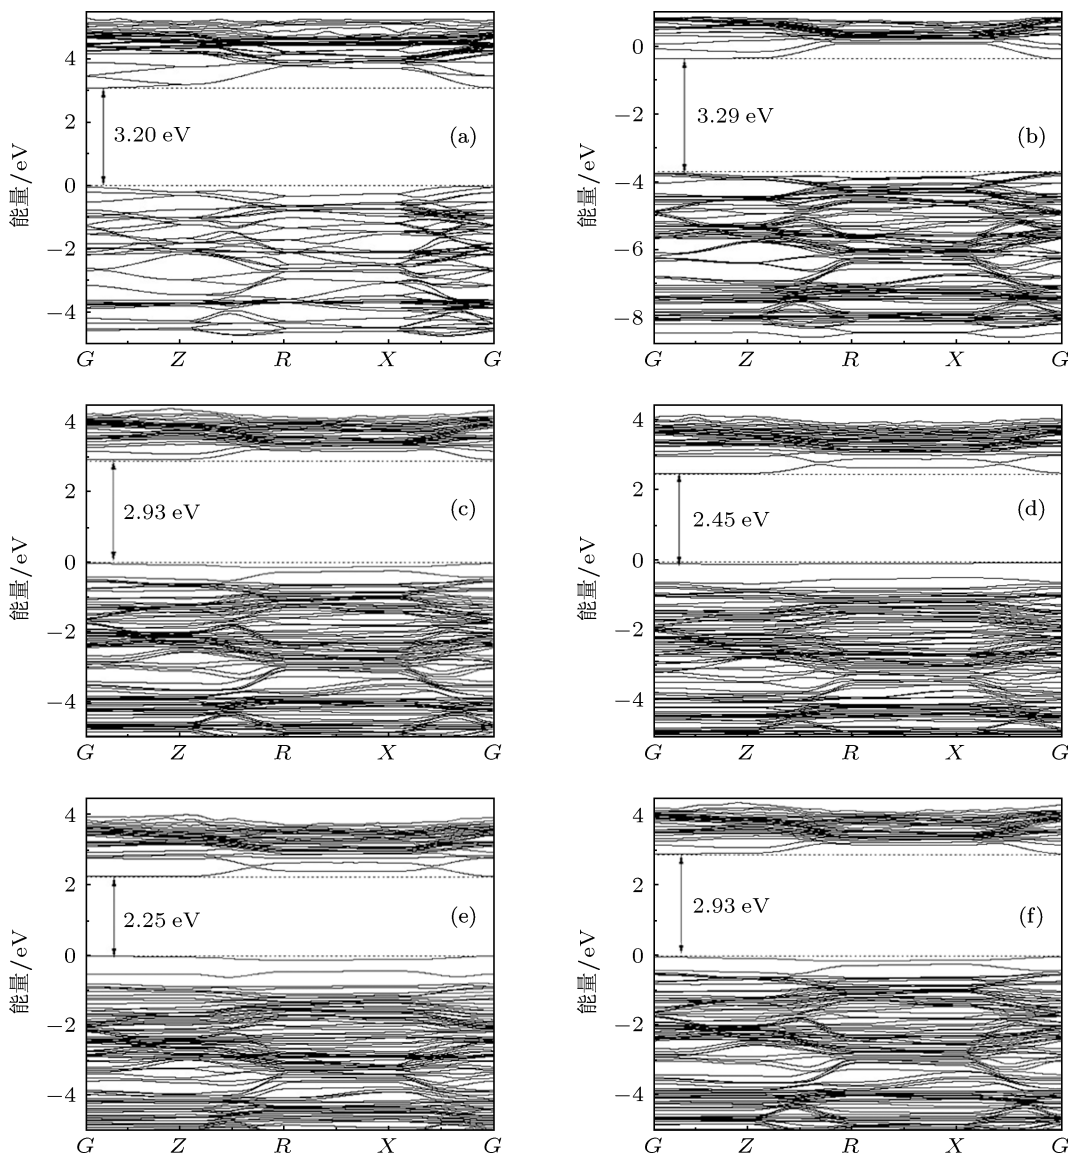 4
2
0
−2
−4
能量/eV
3.20 eV
(a)
G Z R X G
0
−2
−4
−6
−8
能量/eV
3.29 eV
(b)
G Z R X G
4
2
0
−2
−4
能量/eV
2.93 eV
(c)
G Z R X G
4
2
0
−2
−4
能量/eV
2.45 eV
(d)
G Z R X G
4
2
0
−2
−4
能量/eV
2.25 eV
(e)
G Z R X G
4
2
0
−2
−4
能量/eV
2.93 eV
(f)
G Z R X G